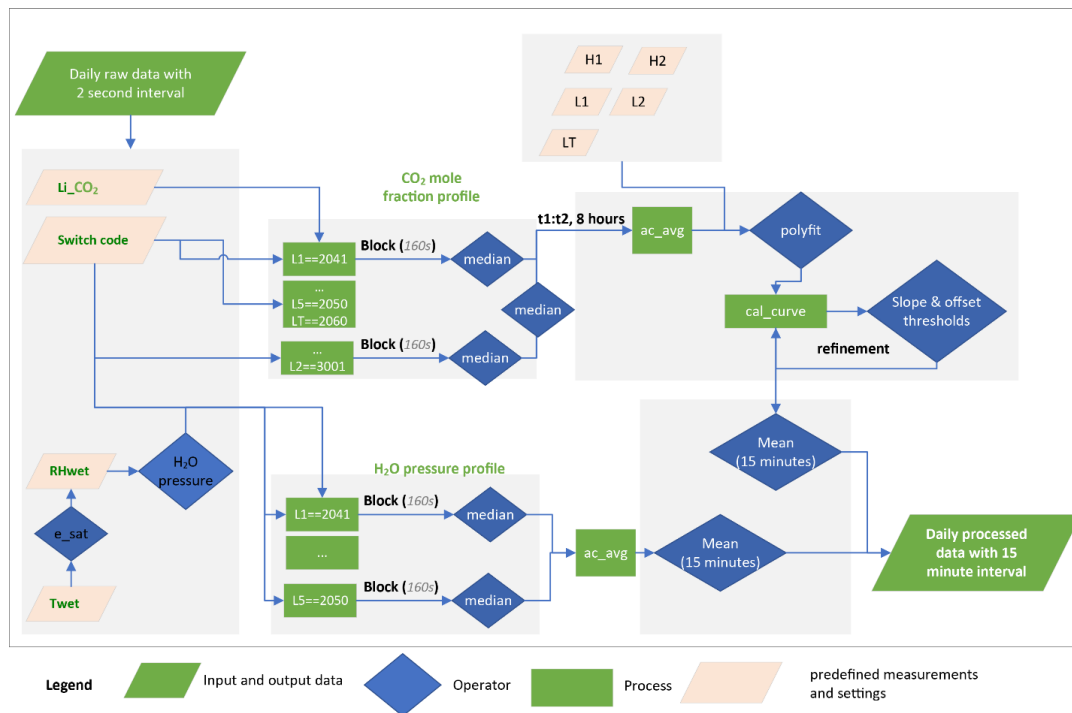 Daily raw data with
2 second interval
H1
H2
L1
L2
LT
Li_CO₂
Switch code
CO₂ mole
fraction profile
t1:t2, 8 hours
L1==2041
Block (160s)
median
...
L5==2050
LT==2060
median
...
L2==3001
Block (160s)
median
ac_avg
polyfit
cal_curve
Slope & offset
thresholds
refinement
RHwet
H₂O
pressure
e_sat
Twet
H₂O pressure profile
L1==2041
Block (160s)
median
...
L5==2050
Block (160s)
median
ac_avg
Mean
(15 minutes)
Mean
(15 minutes)
Daily processed
data with 15
minute interval
Legend
Input and output data
Operator
Process
predefined measurements
and settings